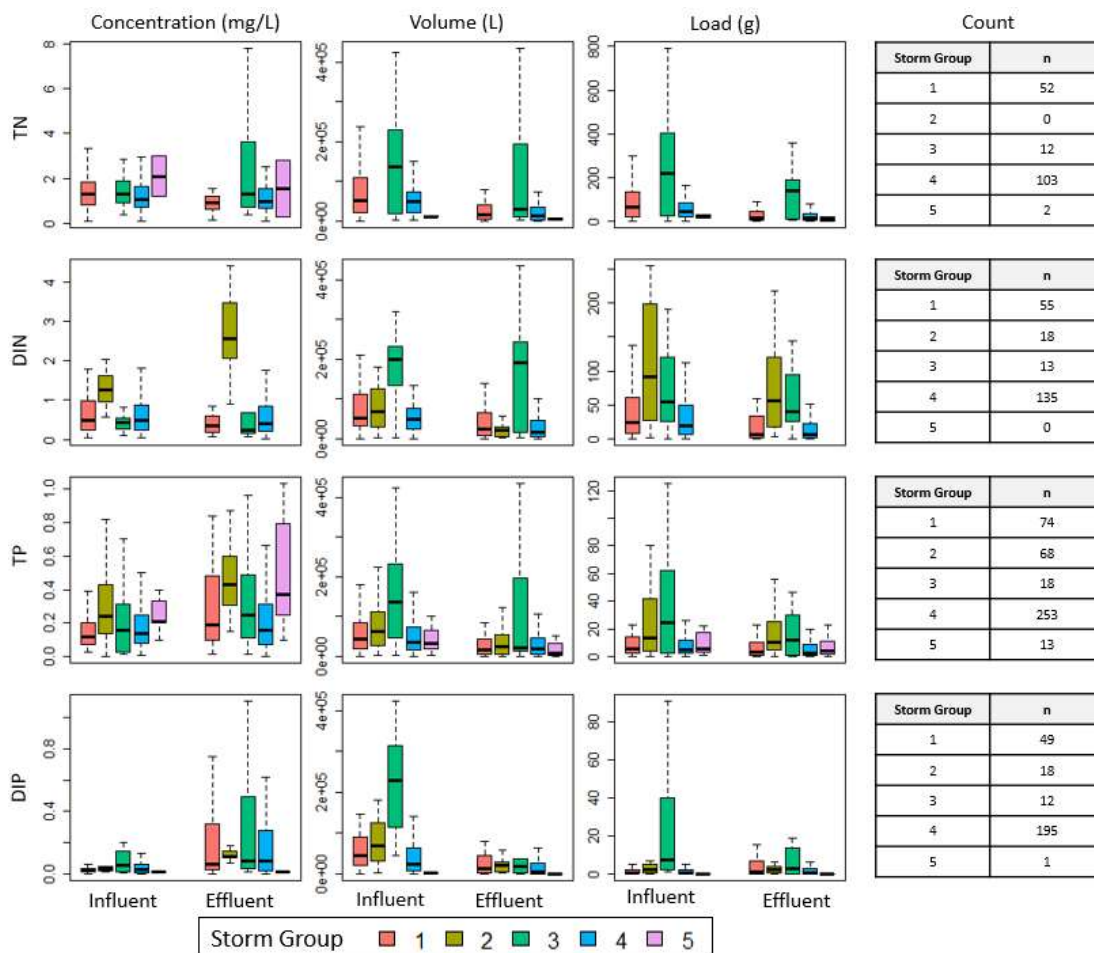 Concentration (mg/L) Volume (L) Load (g) Count
TN
8
6
4
2
0
4e+05
2e+05
0e+00
800
600
400
200
0
Storm Group n
1 52
2 0
3 12
4 103
5 2
DIN
4
3
2
1
0
4e+05
2e+05
0e+00
200
100
50
0
Storm Group n
1 55
2 18
3 13
4 135
5 0
TP
1.0
0.8
0.6
0.4
0.2
0.0
4e+05
2e+05
0e+00
120
80
60
40
20
0
Storm Group n
1 74
2 68
3 18
4 253
5 13
DIP
0.8
0.4
0.0
4e+05
2e+05
0e+00
80
60
40
20
0
Storm Group n
1 49
2 18
3 12
4 195
5 1
Influent Effluent Influent Effluent Influent Effluent
Storm Group 1 2 3 4 5